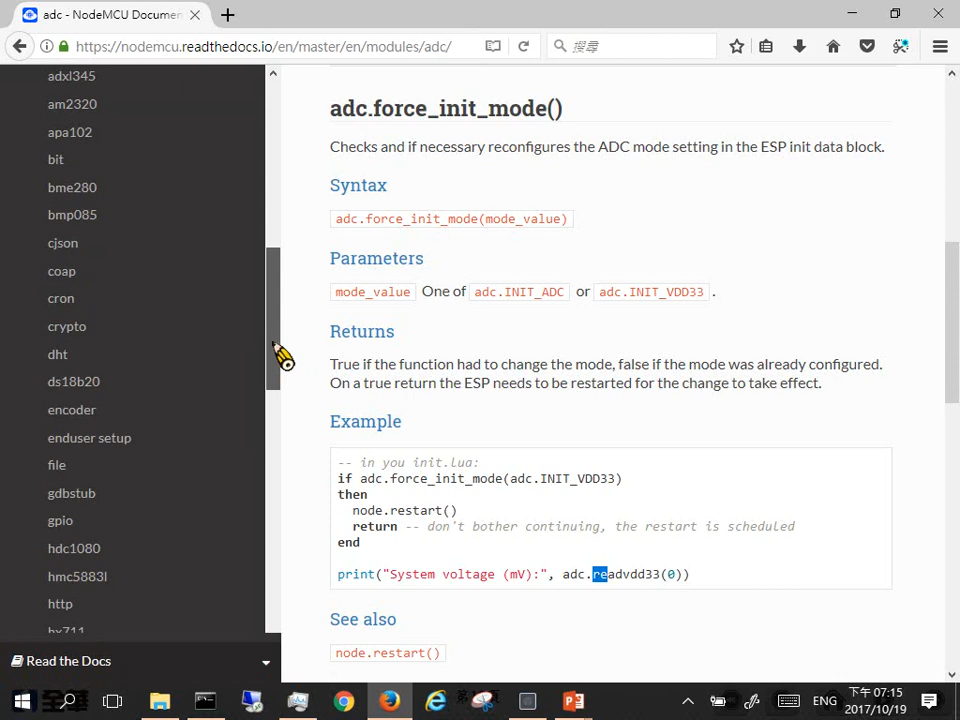 adc - NodeMCU Documen
https://nodemcu.readthedocs.io/en/master/en/modules/adc/
搜尋
adxl345
am2320
apa102
bit
bme280
bmp085
cjson
coap
cron
crypto
dht
ds18b20
encoder
enduser setup
file
gdbstub
gpio
hdc1080
hmc5883l
http
hx711
Read the Docs
adc.force_init_mode()
Checks and if necessary reconfigures the ADC mode setting in the ESP init data block.
Syntax
adc.force_init_mode(mode_value)
Parameters
mode_value One of adc.INIT_ADC or adc.INIT_VDD33 .
Returns
True if the function had to change the mode, false if the mode was already configured.
On a true return the ESP needs to be restarted for the change to take effect.
Example
-- in you init.lua:
if adc.force_init_mode(adc.INIT_VDD33)
then
node.restart()
return -- don't bother continuing, the restart is scheduled
end
print("System voltage (mV):", adc.readvdd33(0))
See also
node.restart()
ENG
下午 07:15
2017/10/19